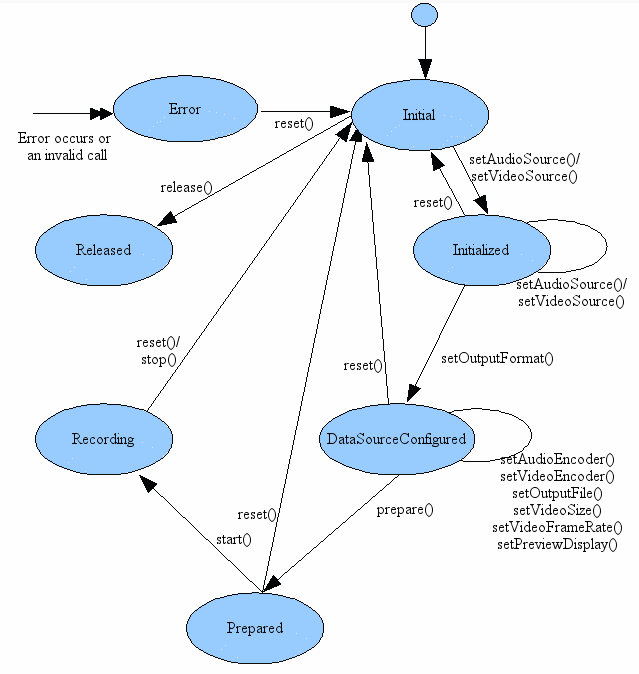 Error
Initial
reset()
Error occurs or
an invalid call
setAudioSource()/
setVideoSource()
release()
reset()
Released
Initialized
setAudioSource()/
setVideoSource()
reset()/
stop()
setOutputFormat()
reset()
Recording
DataSourceConfigured
setAudioEncoder()
setVideoEncoder()
setOutputFile()
setVideoSize()
setVideoFrameRate()
setPreviewDisplay()
prepare()
reset()
start()
Prepared